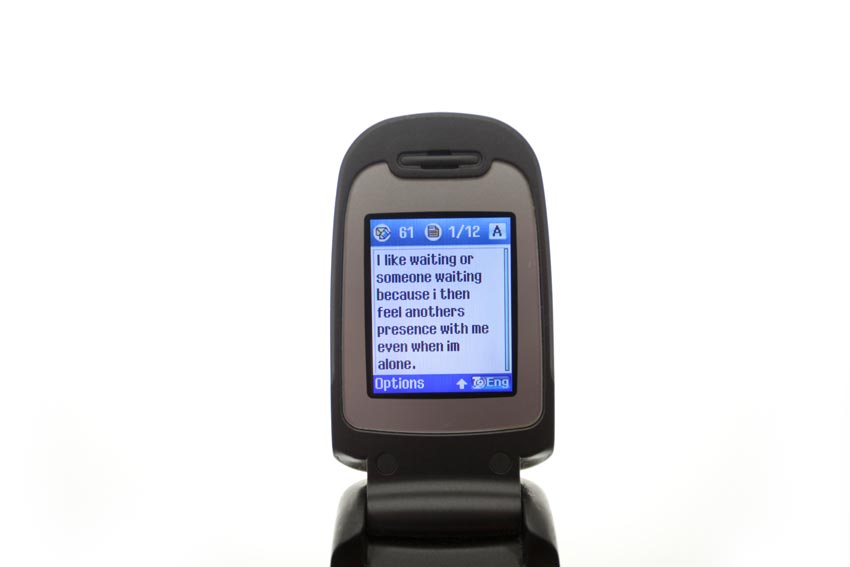 61 1/12 A
I like waiting or
someone waiting
because i then
feel anothers
presence with me
even when im
alone.
Options Eng